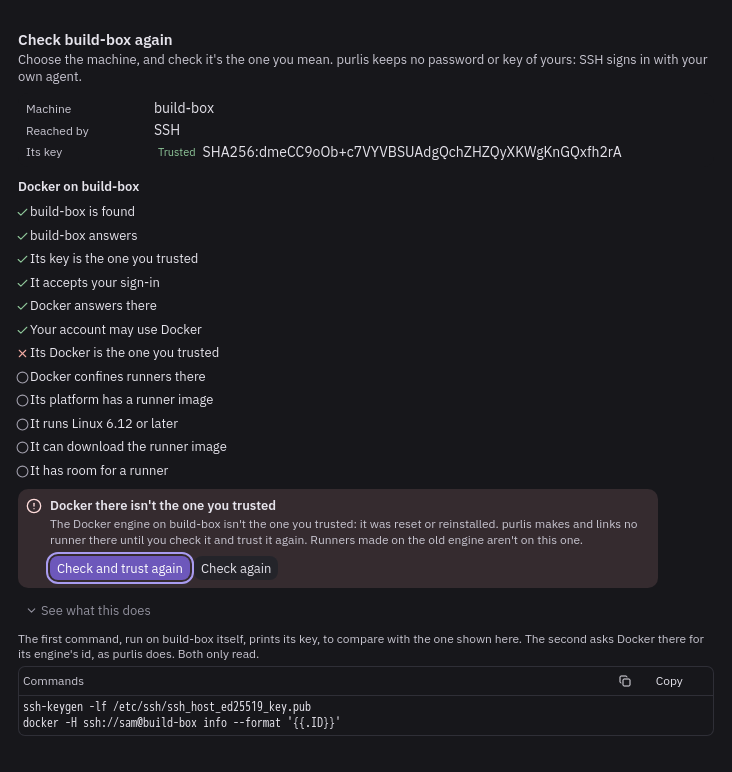 Check build-box again
Choose the machine, and check it's the one you mean. purlis keeps no password or key of yours: SSH signs in with your
own agent.
Machine build-box
Reached by SSH
Its key Trusted SHA256:dmeCC9oOb+c7VYVBSUAdgQchZHZQyXKWgKnGQxfh2rA
Docker on build-box
build-box is found
build-box answers
Its key is the one you trusted
It accepts your sign-in
Docker answers there
Your account may use Docker
Its Docker is the one you trusted
Docker confines runners there
Its platform has a runner image
It runs Linux 6.12 or later
It can download the runner image
It has room for a runner
Docker there isn't the one you trusted
The Docker engine on build-box isn't the one you trusted: it was reset or reinstalled. purlis makes and links no
runner there until you check it and trust it again. Runners made on the old engine aren't on this one.
Check and trust again Check again
See what this does
The first command, run on build-box itself, prints its key, to compare with the one shown here. The second asks Docker there for
its engine's id, as purlis does. Both only read.
Commands Copy
ssh-keygen -lf /etc/ssh/ssh_host_ed25519_key.pub
docker -H ssh://sam@build-box info --format '{{.ID}}'